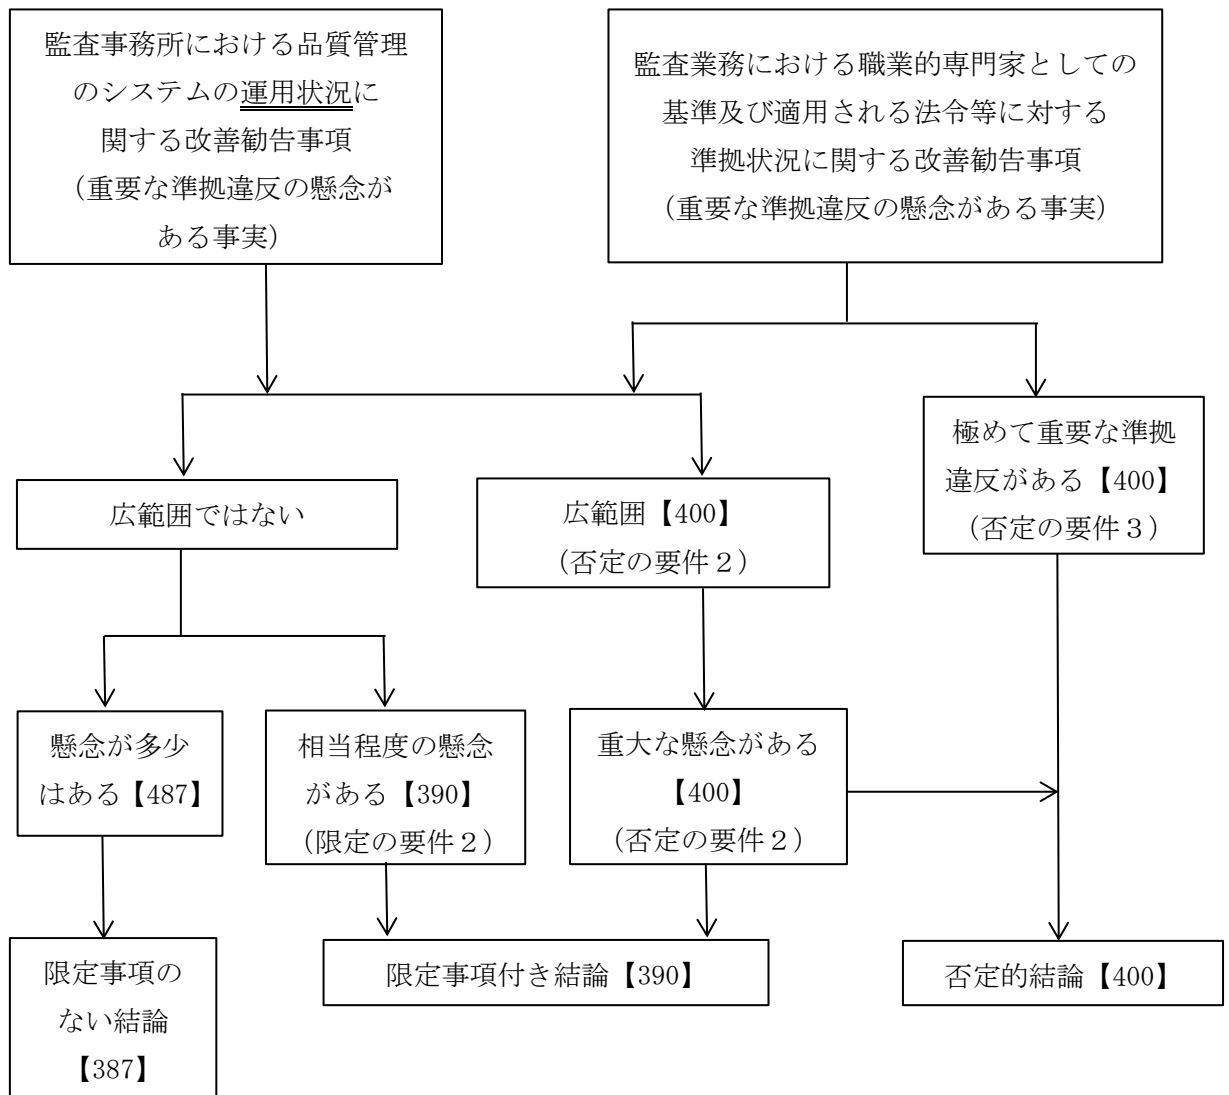 監査事務所における品質管理
のシステムの運用状況に
関する改善勧告事項
（重要な準拠違反の懸念が
ある事実）
監査業務における職業的専門家としての
基準及び適用される法令等に対する
準拠状況に関する改善勧告事項
（重要な準拠違反の懸念がある事実）
極めて重要な準拠
違反がある【400】
（否定の要件３）
広範囲ではない
広範囲【400】
（否定の要件２）
懸念が多少
はある【487】
相当程度の懸念
がある【390】
（限定の要件２）
重大な懸念がある
【400】
（否定の要件２）
限定事項の
ない結論
【387】
限定事項付き結論【390】
否定的結論【400】